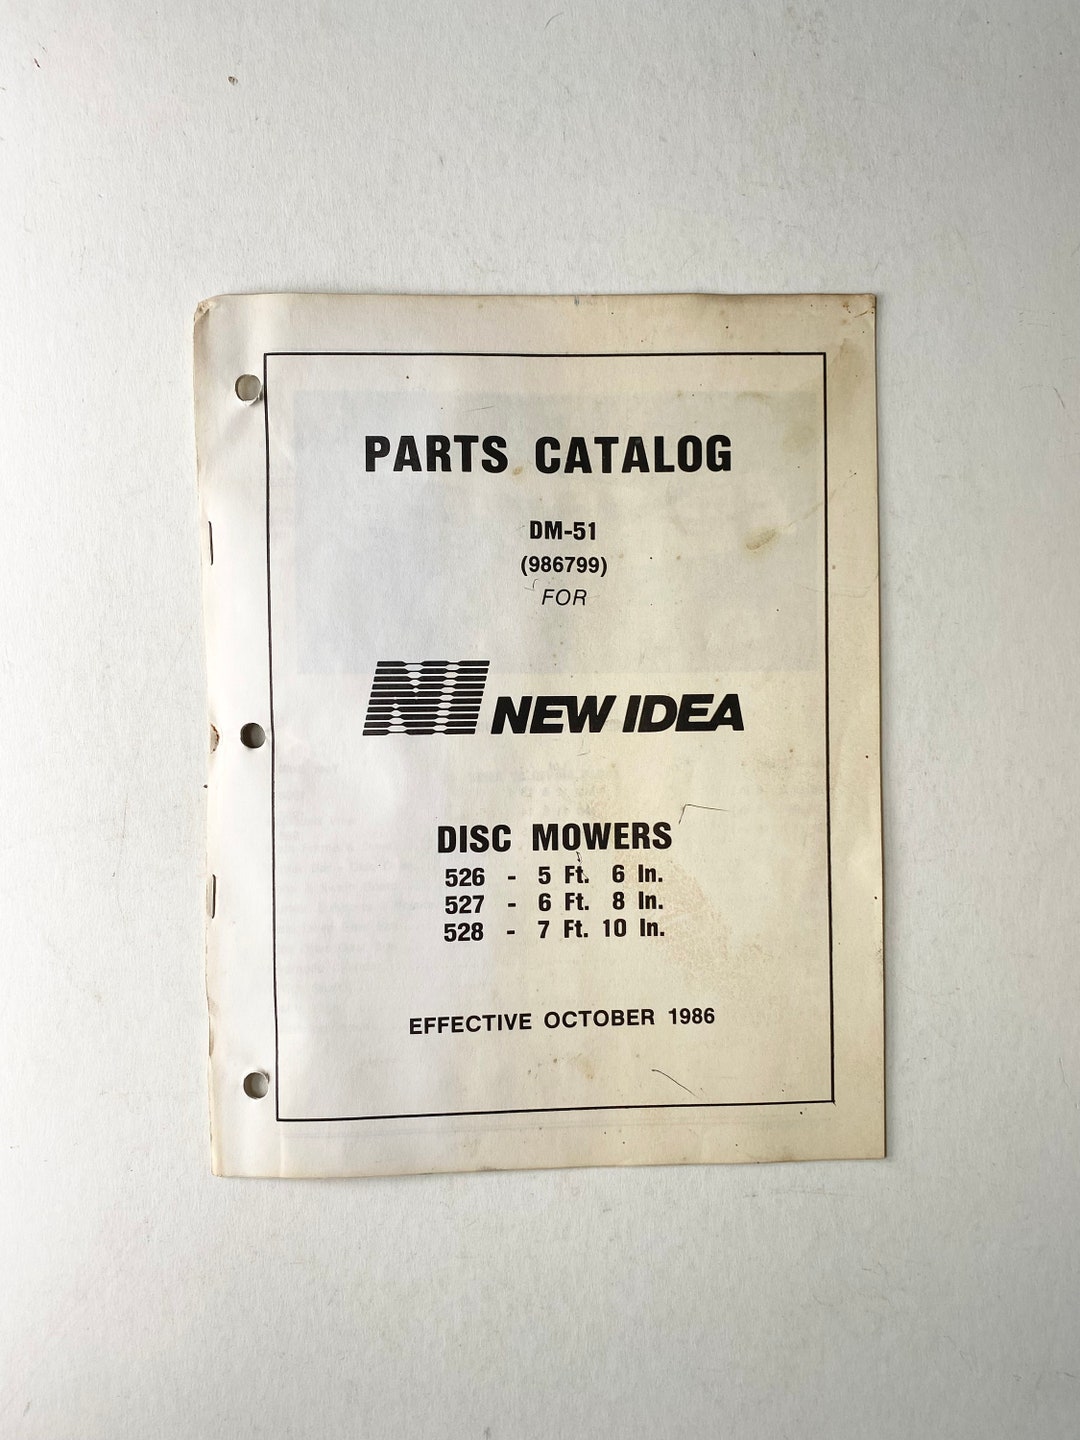 PARTS CATALOG
DM-51
(986799)
FOR
NI NEW IDEA
DISC MOWERS
526 - 5 Ft. 6 In.
527 - 6 Ft. 8 In.
528 - 7 Ft. 10 In.
EFFECTIVE OCTOBER 1986